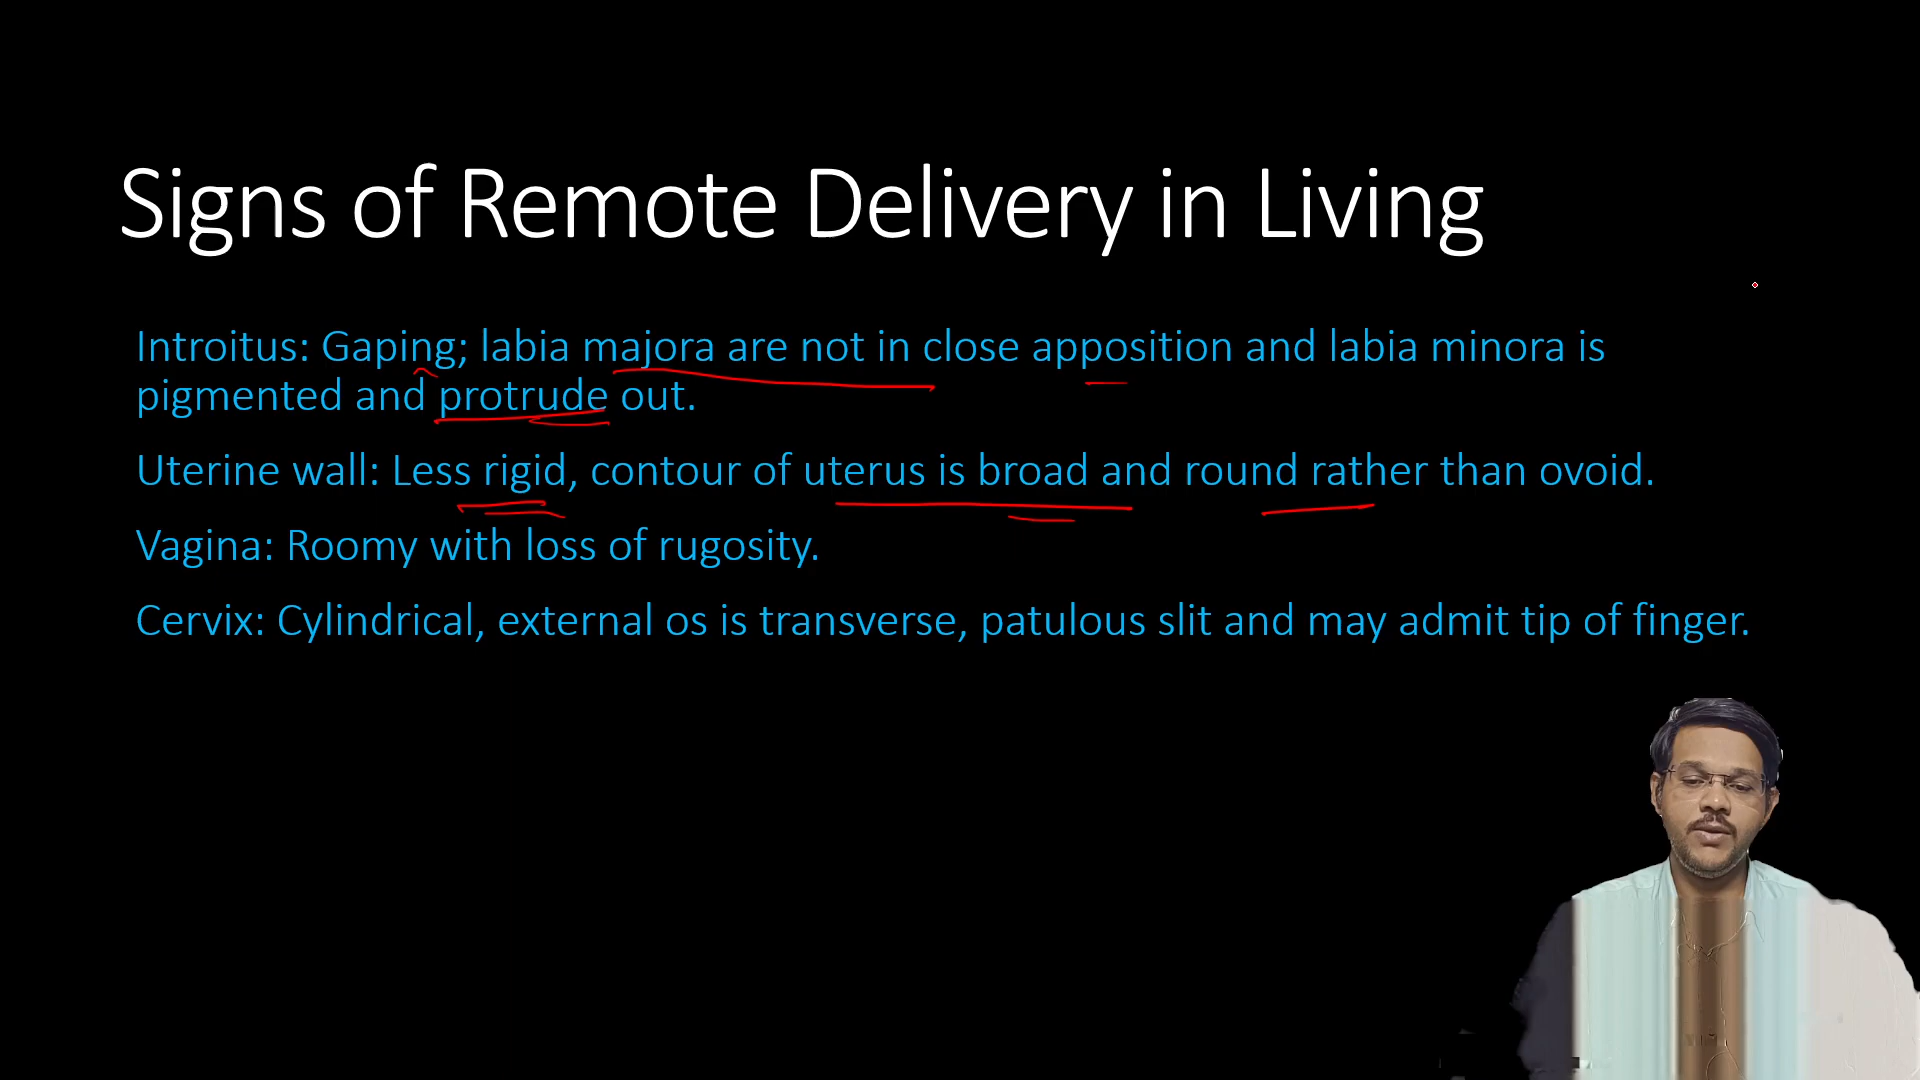 Signs of Remote Delivery in Living
Introitus: Gaping; labia majora are not in close apposition and labia minora is
pigmented and protrude out.
Uterine wall: Less rigid, contour of uterus is broad and round rather than ovoid.
Vagina: Roomy with loss of rugosity.
Cervix: Cylindrical, external os is transverse, patulous slit and may admit tip of finger.